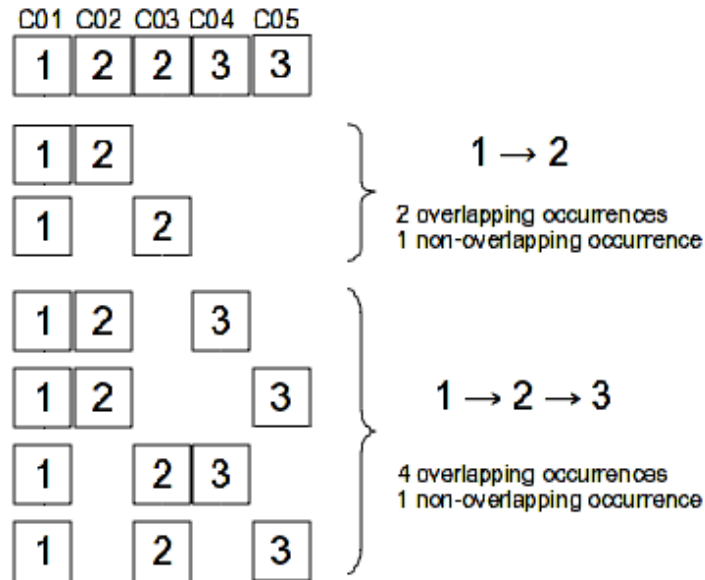 C01 C02 C03 C04 C05
1 2 2 3 3
1 2
1 → 2
1 2
2 overlapping occurrences
1 non-overlapping occurrence
1 2 3
1 2 3
1 → 2 → 3
1 2 3
4 overlapping occurrences
1 non-overlapping occurrence
1 2 3